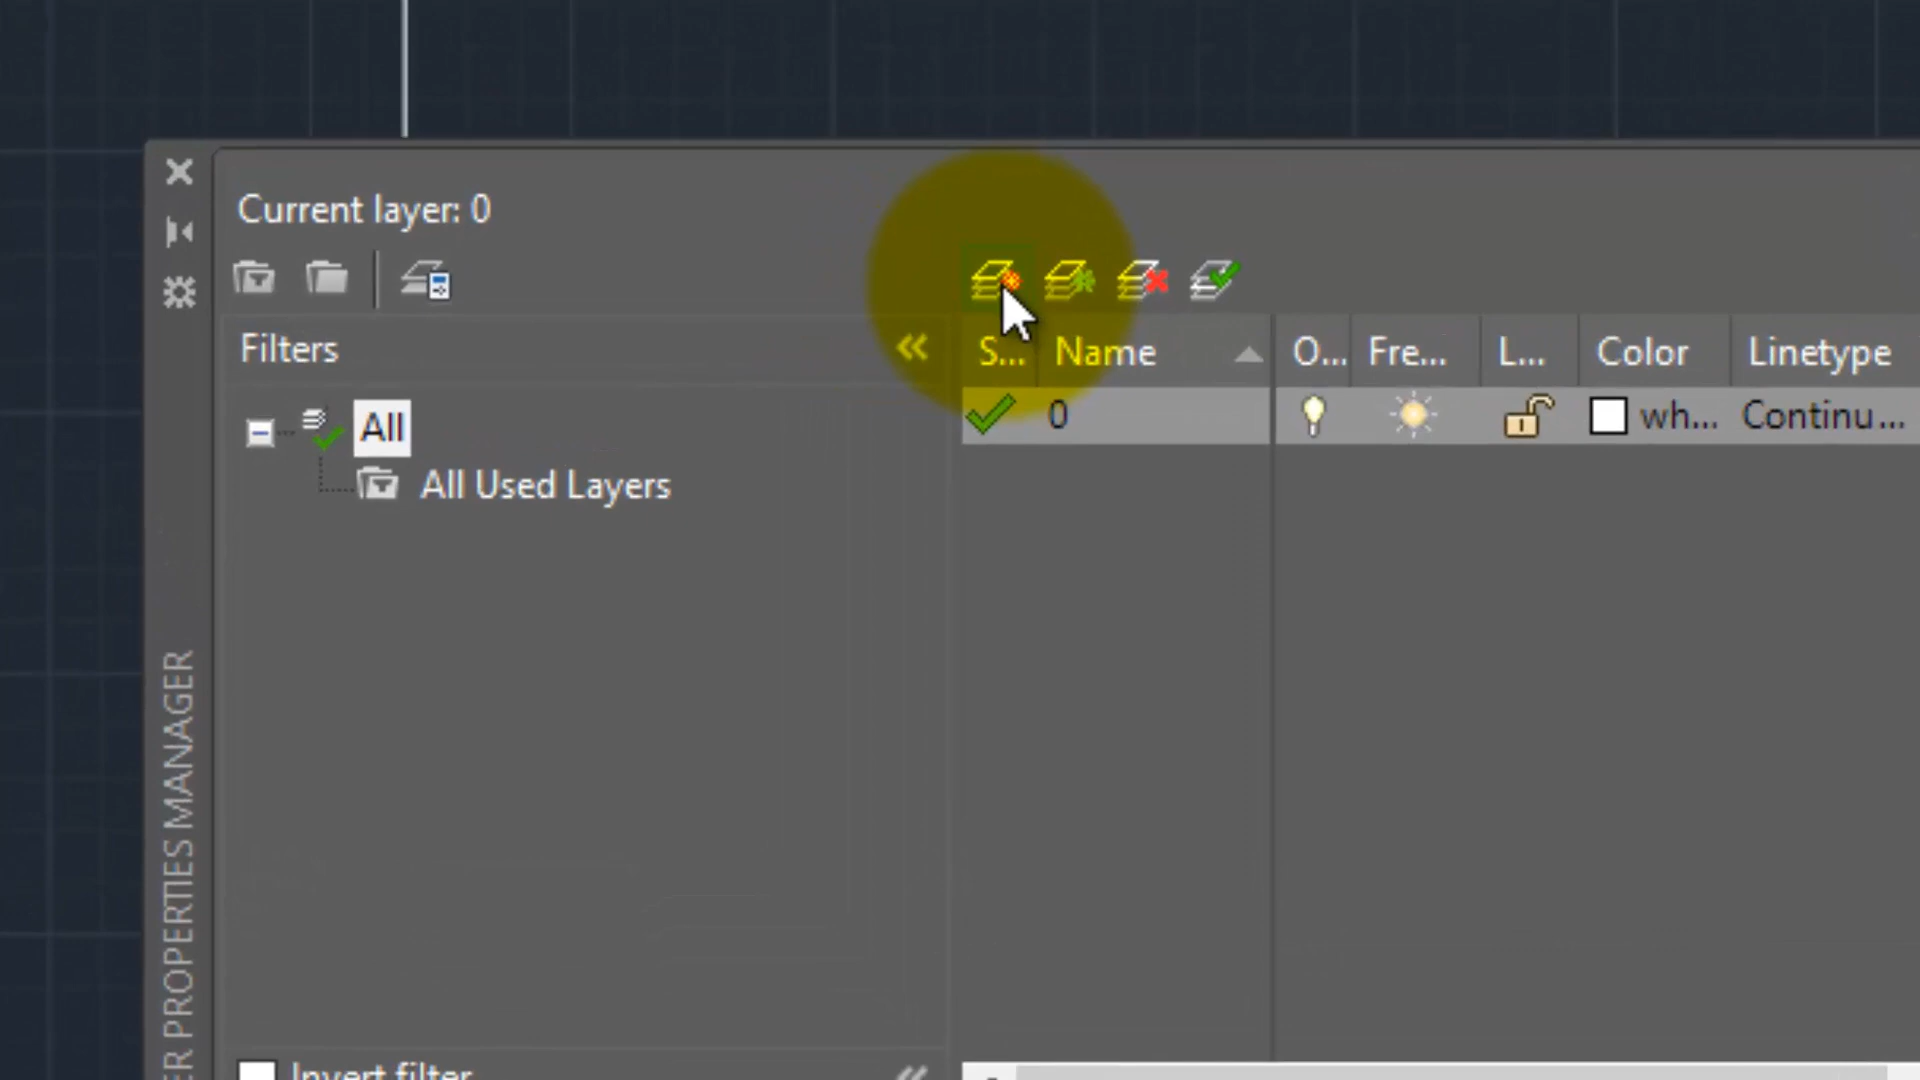 Current layer: 0
Filters
S...
Name
O...
Fre...
L...
Color
Linetype
All
0
wh...
Continu...
All Used Layers
ER PROPERTIES MANAGER
Invert filter